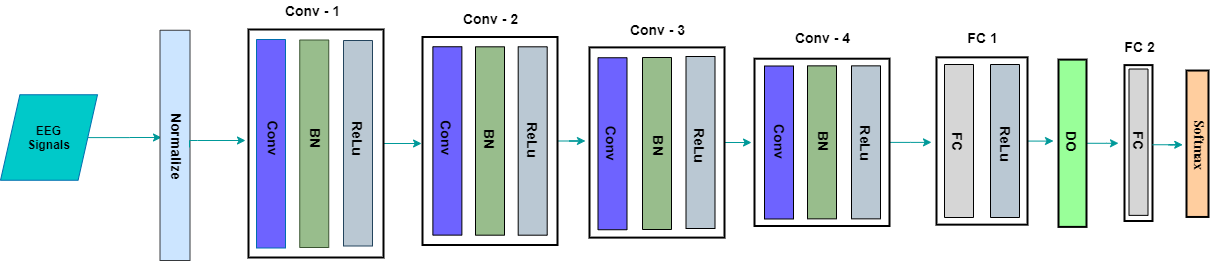 EEG
Signals
Normalize
Conv - 1
Conv
BN
ReLu
Conv - 2
Conv
BN
ReLu
Conv - 3
Conv
BN
ReLu
Conv - 4
Conv
BN
ReLu
FC 1
FC
ReLu
DO
FC 2
FC
Softmax